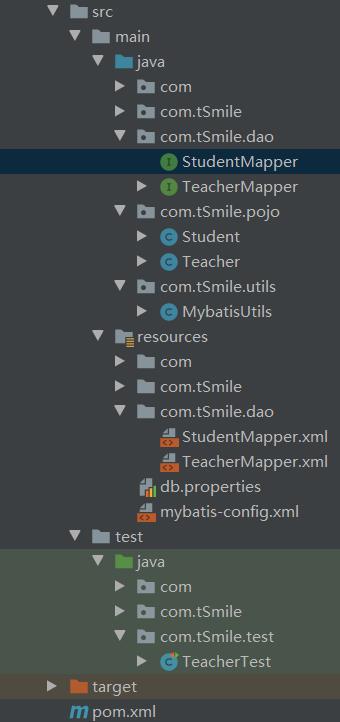 src
main
java
com
com.tSmile
com.tSmile.dao
StudentMapper
TeacherMapper
com.tSmile.pojo
Student
Teacher
com.tSmile.utils
MybatisUtils
resources
com
com.tSmile
com.tSmile.dao
StudentMapper.xml
TeacherMapper.xml
db.properties
mybatis-config.xml
test
java
com
com.tSmile
com.tSmile.test
TeacherTest
target
pom.xml